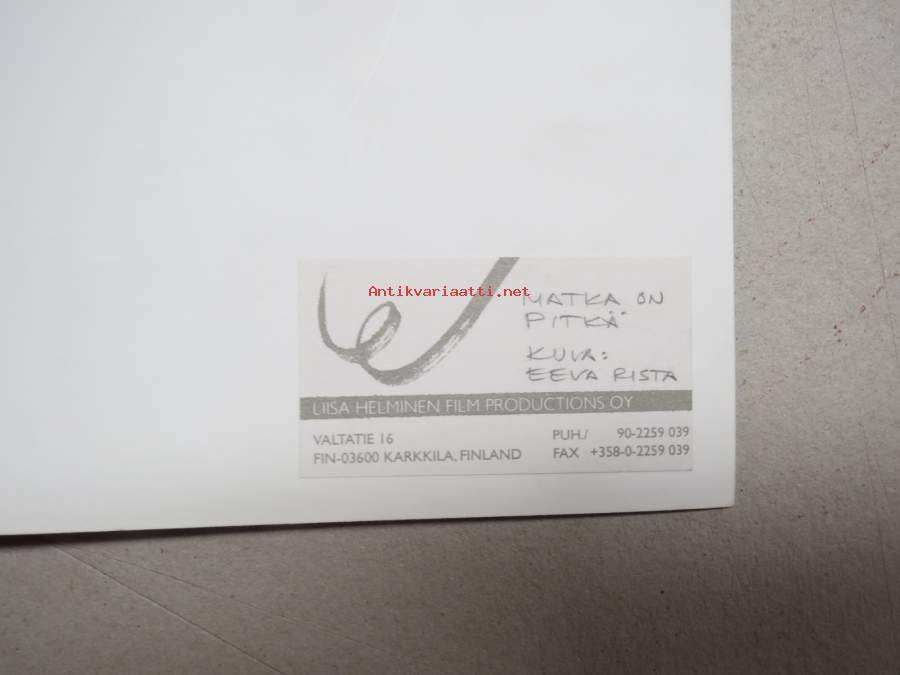 Antikvariaatti.net
MATKA ON
PITKÄ
KUVA:
EEVA RISTA
LIISA HELMINEN FILM PRODUCTIONS OY
VALTATIE 16
FIN-03600 KARKKILA, FINLAND
PUH./ 90-2259 039
FAX +358-0-2259 039